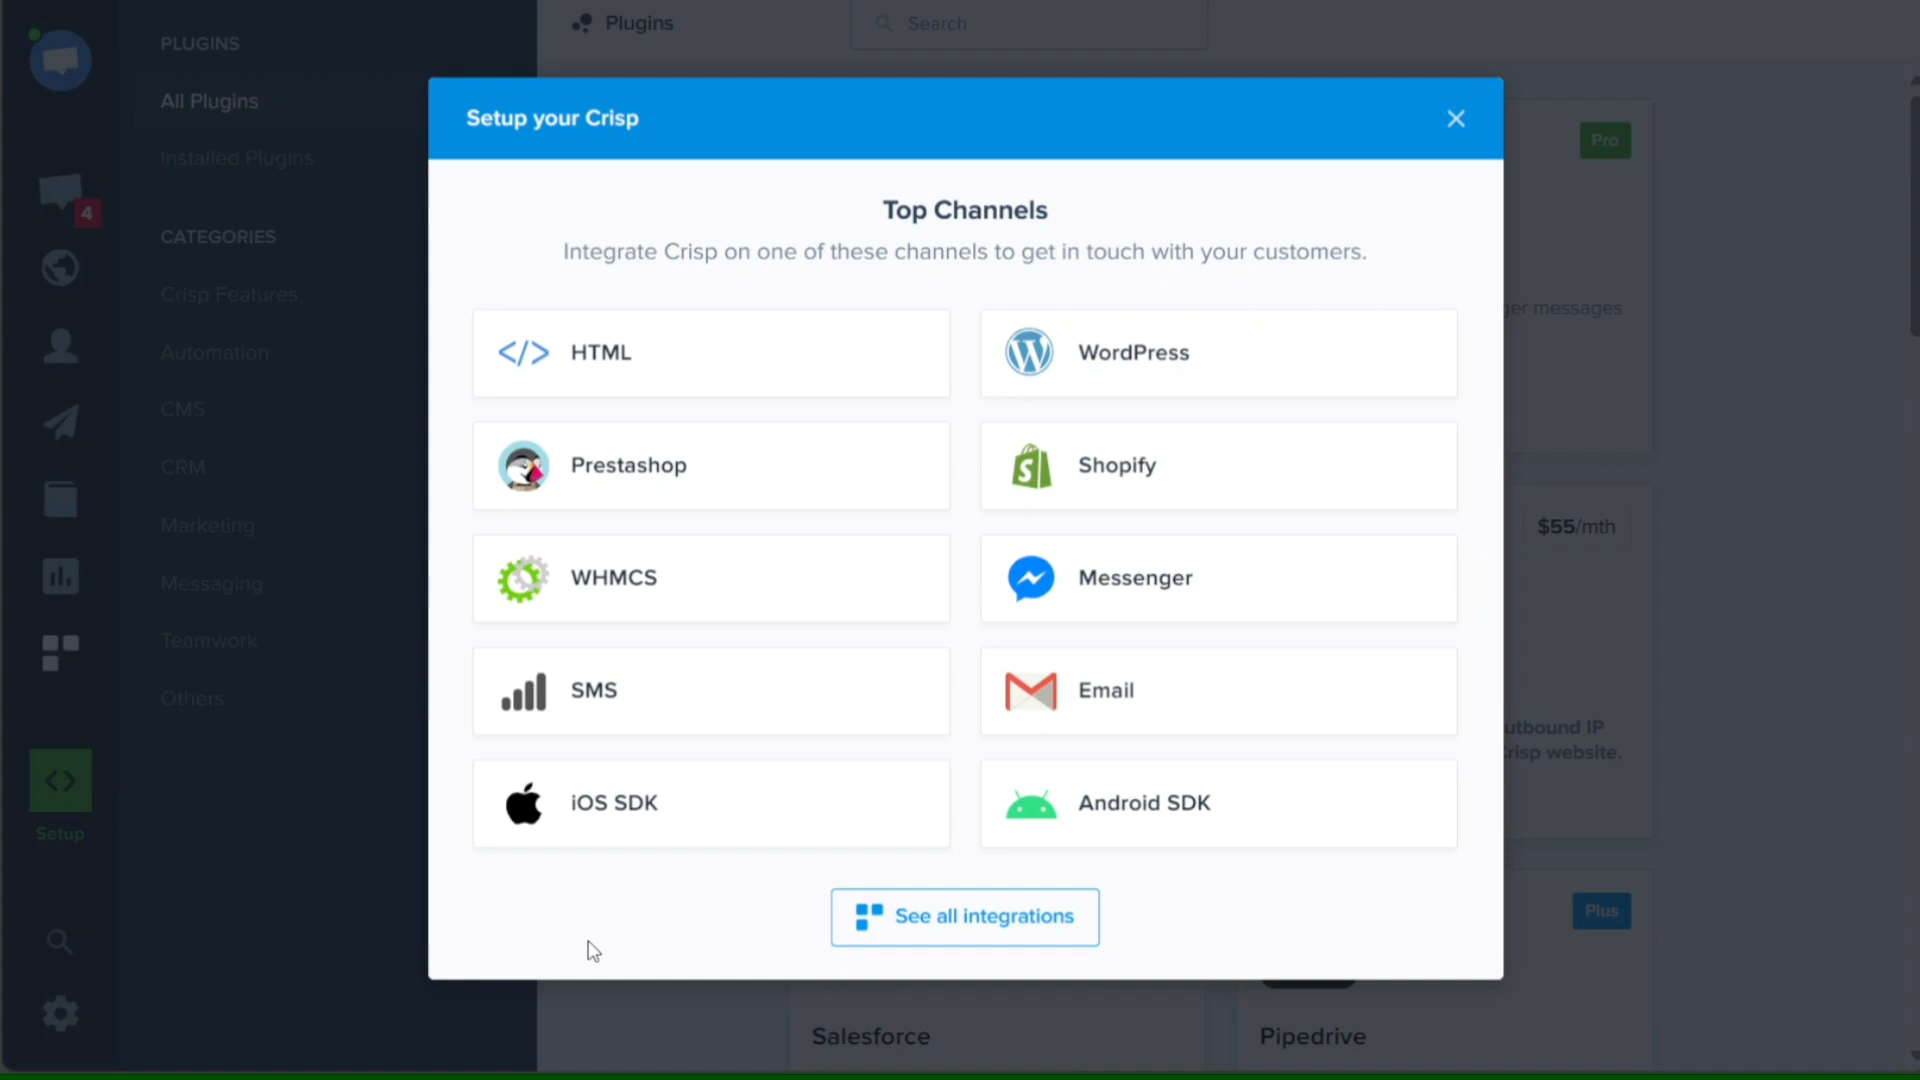 PLUGINS
All Plugins
Installed Plugins
CATEGORIES
Crisp Features
Automation
CMS
CRM
Marketing
Messaging
Teamwork
Others
4
Setup
Plugins
Search
Setup your Crisp
Top Channels
Integrate Crisp on one of these channels to get in touch with your customers.
HTML
WordPress
Prestashop
Shopify
WHMCS
Messenger
SMS
Email
iOS SDK
Android SDK
See all integrations
Pro
messages
$55/mth
IP
website.
Plus
Salesforce
Pipedrive